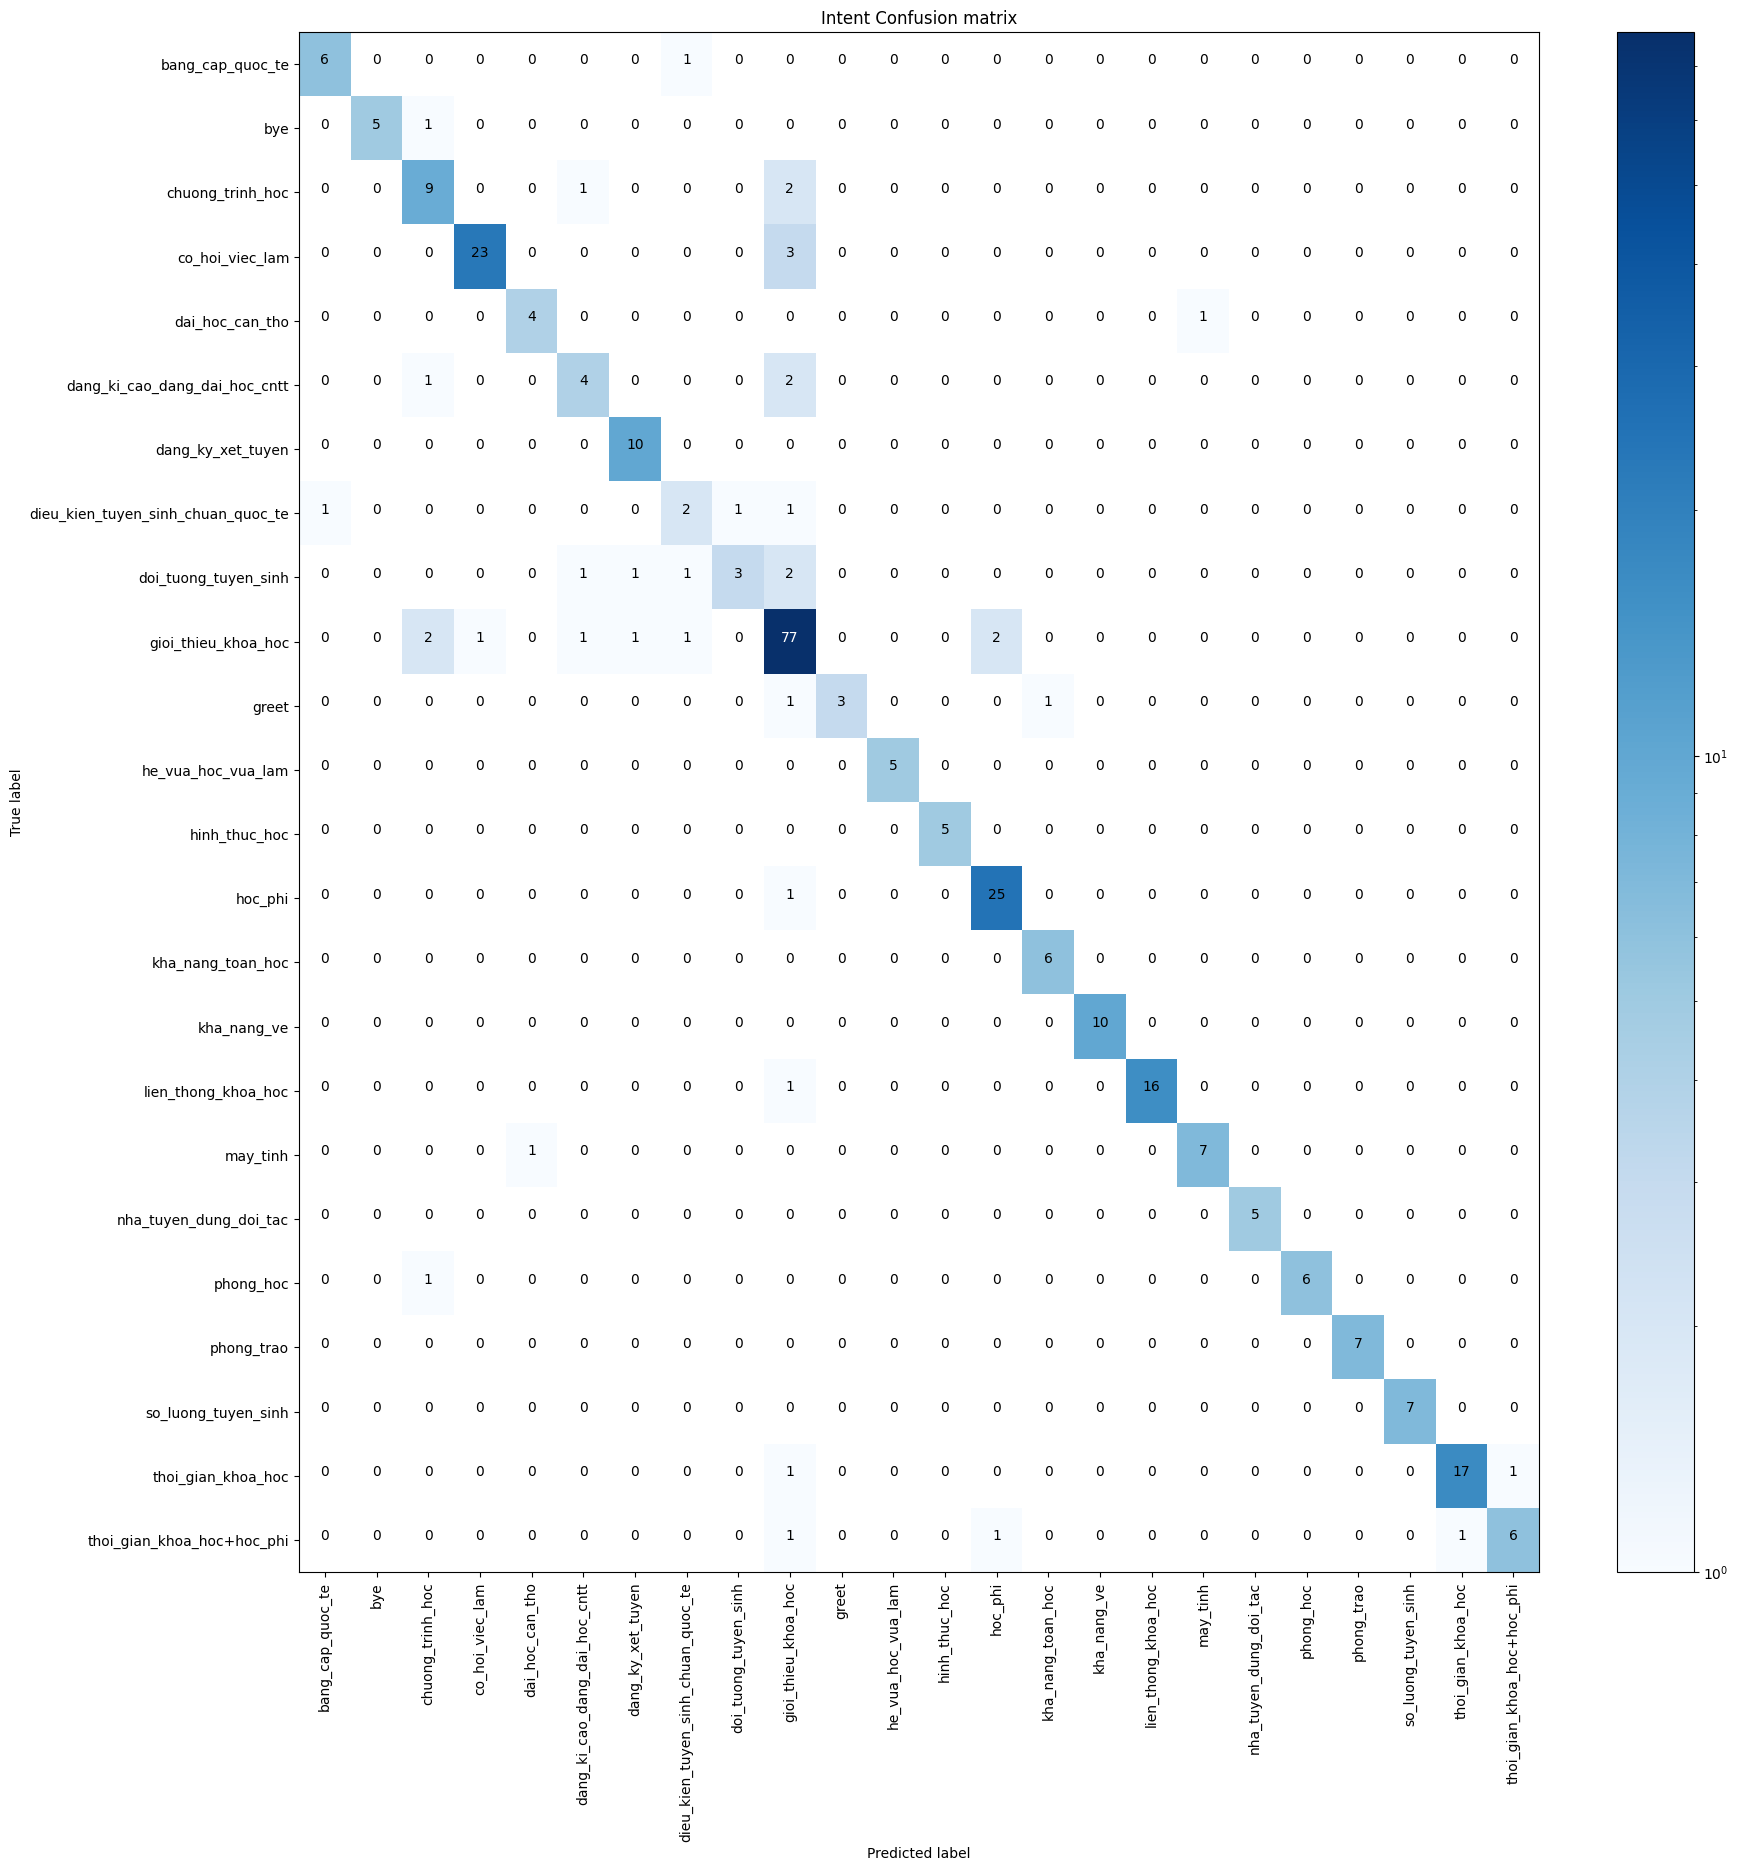 Intent Confusion matrix
bang_cap_quoc_te 6 0 0 0 0 0 0 1 0 0 0 0 0 0 0 0 0 0 0 0 0 0 0 0
bye 0 5 1 0 0 0 0 0 0 0 0 0 0 0 0 0 0 0 0 0 0 0 0 0
chuong_trinh_hoc 0 0 9 0 0 1 0 0 0 2 0 0 0 0 0 0 0 0 0 0 0 0 0 0
co_hoi_viec_lam 0 0 0 23 0 0 0 0 0 3 0 0 0 0 0 0 0 0 0 0 0 0 0 0
dai_hoc_can_tho 0 0 0 0 4 0 0 0 0 0 0 0 0 0 0 0 0 1 0 0 0 0 0 0
dang_ki_cao_dang_dai_hoc_cntt 0 0 1 0 0 4 0 0 0 2 0 0 0 0 0 0 0 0 0 0 0 0 0 0
dang_ky_xet_tuyen 0 0 0 0 0 0 10 0 0 0 0 0 0 0 0 0 0 0 0 0 0 0 0 0
dieu_kien_tuyen_sinh_chuan_quoc_te 1 0 0 0 0 0 0 2 1 1 0 0 0 0 0 0 0 0 0 0 0 0 0 0
doi_tuong_tuyen_sinh 0 0 0 0 0 1 1 1 3 2 0 0 0 0 0 0 0 0 0 0 0 0 0 0
gioi_thieu_khoa_hoc 0 0 2 1 0 1 1 1 0 77 0 0 0 2 0 0 0 0 0 0 0 0 0 0
greet 0 0 0 0 0 0 0 0 0 1 3 0 0 0 1 0 0 0 0 0 0 0 0 0
he_vua_hoc_vua_lam 0 0 0 0 0 0 0 0 0 0 0 5 0 0 0 0 0 0 0 0 0 0 0 0
hinh_thuc_hoc 0 0 0 0 0 0 0 0 0 0 0 0 5 0 0 0 0 0 0 0 0 0 0 0
hoc_phi 0 0 0 0 0 0 0 0 0 1 0 0 0 25 0 0 0 0 0 0 0 0 0 0
kha_nang_toan_hoc 0 0 0 0 0 0 0 0 0 0 0 0 0 0 6 0 0 0 0 0 0 0 0 0
kha_nang_ve 0 0 0 0 0 0 0 0 0 0 0 0 0 0 0 10 0 0 0 0 0 0 0 0
lien_thong_khoa_hoc 0 0 0 0 0 0 0 0 0 1 0 0 0 0 0 0 16 0 0 0 0 0 0 0
may_tinh 0 0 0 0 1 0 0 0 0 0 0 0 0 0 0 0 0 7 0 0 0 0 0 0
nha_tuyen_dung_doi_tac 0 0 0 0 0 0 0 0 0 0 0 0 0 0 0 0 0 0 5 0 0 0 0 0
phong_hoc 0 0 1 0 0 0 0 0 0 0 0 0 0 0 0 0 0 0 0 6 0 0 0 0
phong_trao 0 0 0 0 0 0 0 0 0 0 0 0 0 0 0 0 0 0 0 0 7 0 0 0
so_luong_tuyen_sinh 0 0 0 0 0 0 0 0 0 0 0 0 0 0 0 0 0 0 0 0 0 7 0 0
thoi_gian_khoa_hoc 0 0 0 0 0 0 0 0 0 1 0 0 0 0 0 0 0 0 0 0 0 0 17 1
thoi_gian_khoa_hoc+hoc_phi 0 0 0 0 0 0 0 0 0 1 0 0 0 1 0 0 0 0 0 0 0 0 1 6
True label
bang_cap_quoc_te
bye
chuong_trinh_hoc
co_hoi_viec_lam
dai_hoc_can_tho
dang_ki_cao_dang_dai_hoc_cntt
dang_ky_xet_tuyen
dieu_kien_tuyen_sinh_chuan_quoc_te
doi_tuong_tuyen_sinh
gioi_thieu_khoa_hoc
greet
he_vua_hoc_vua_lam
hinh_thuc_hoc
hoc_phi
kha_nang_toan_hoc
kha_nang_ve
lien_thong_khoa_hoc
may_tinh
nha_tuyen_dung_doi_tac
phong_hoc
phong_trao
so_luong_tuyen_sinh
thoi_gian_khoa_hoc
thoi_gian_khoa_hoc+hoc_phi
Predicted label
10¹
10⁰